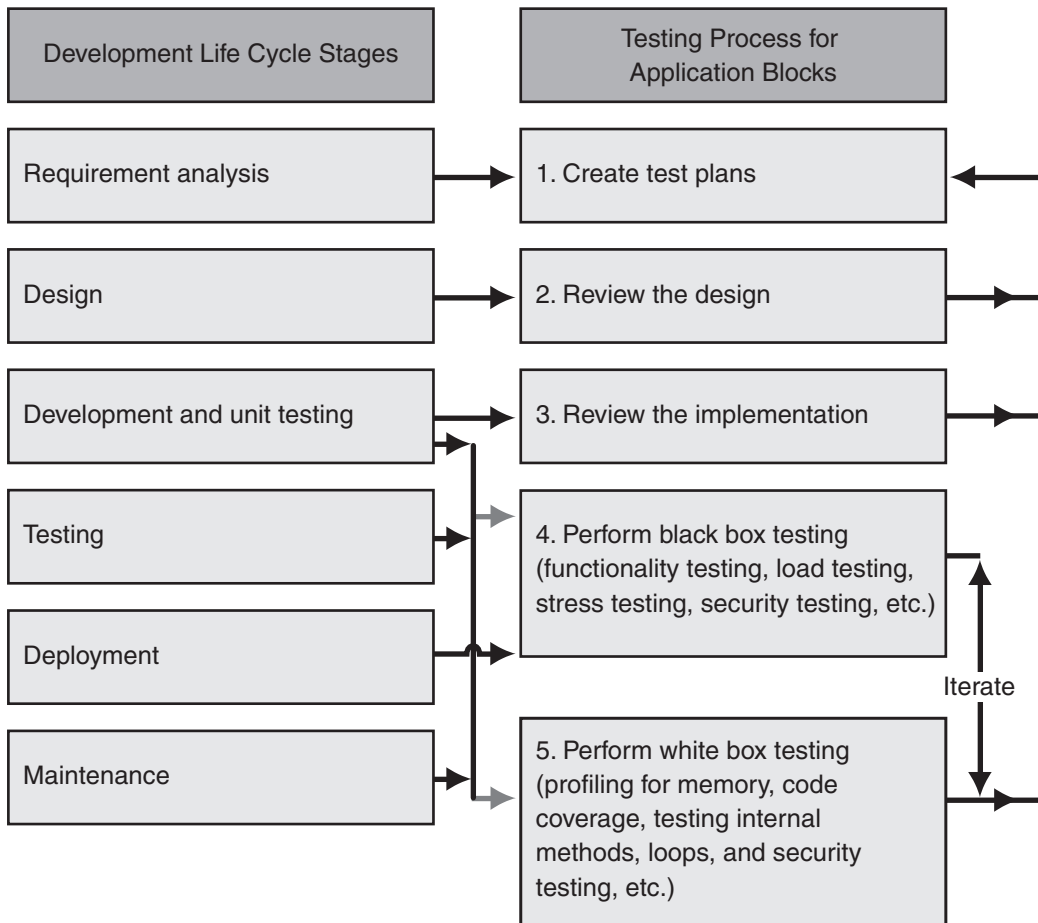 Development Life Cycle Stages
Testing Process for
Application Blocks
Requirement analysis
1. Create test plans
Design
2. Review the design
Development and unit testing
3. Review the implementation
Testing
4. Perform black box testing
(functionality testing, load testing,
stress testing, security testing, etc.)
Deployment
Iterate
Maintenance
5. Perform white box testing
(profiling for memory, code
coverage, testing internal
methods, loops, and security
testing, etc.)